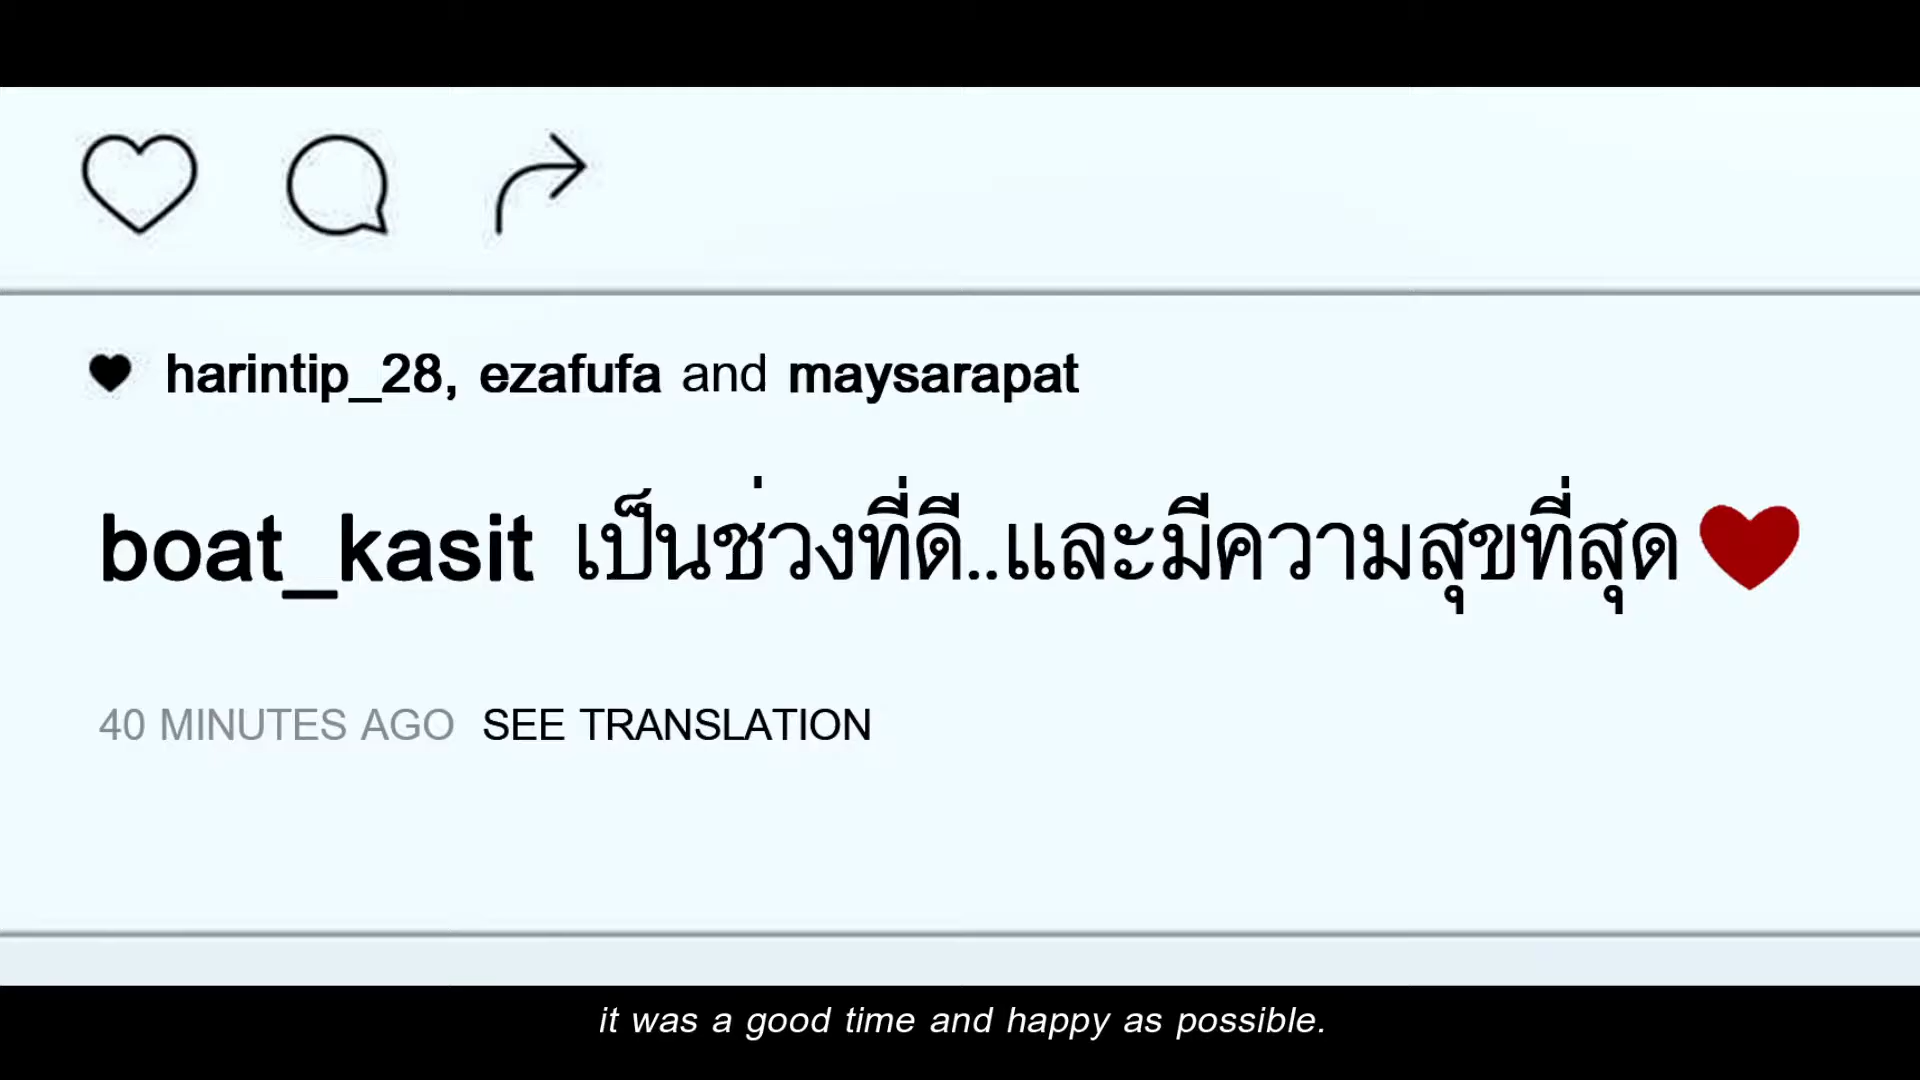 harintip_28, ezafufa and maysarapat
boat_kasit เป็นช่วงที่ดี..และมีความสุขที่สุด
40 MINUTES AGO SEE TRANSLATION
it was a good time and happy as possible.